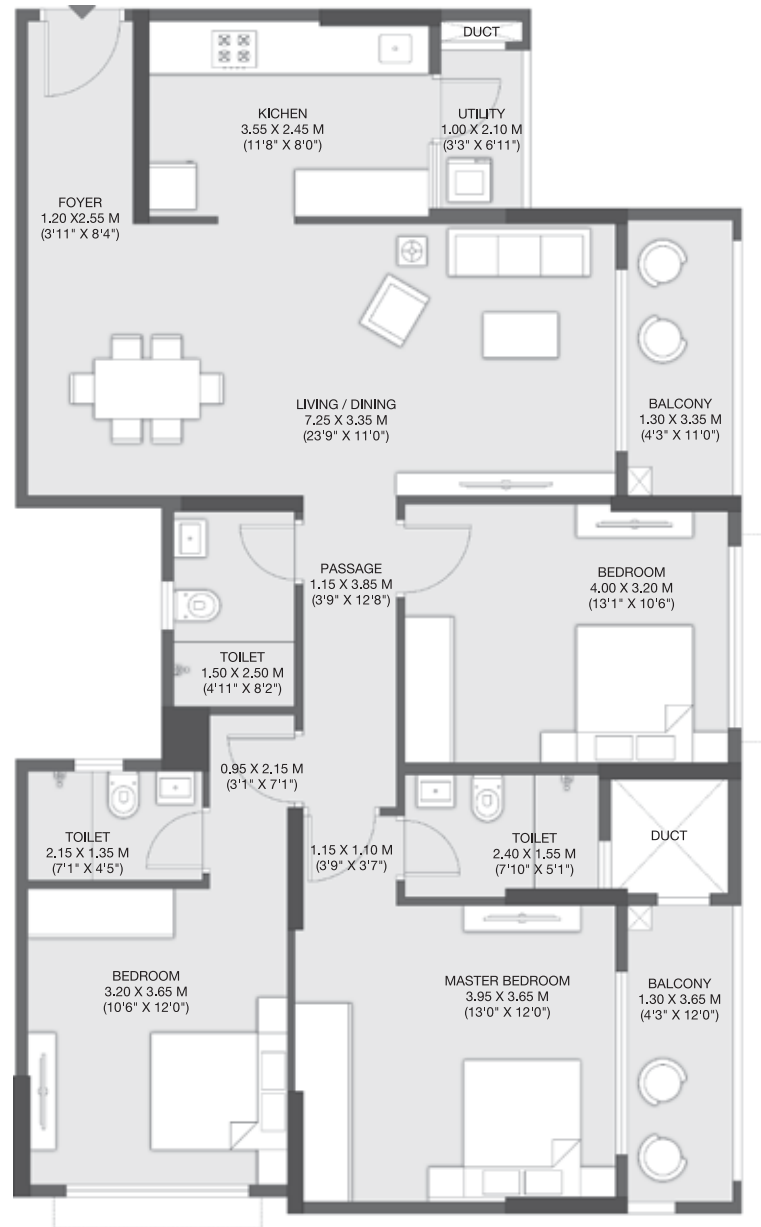 DUCT
KICHEN
3.55 X 2.45 M
(11'8" X 8'0")
UTILITY
1.00 X 2.10 M
(3'3" X 6'11")
FOYER
1.20 X2.55 M
(3'11" X 8'4")
LIVING / DINING
7.25 X 3.35 M
(23'9" X 11'0")
BALCONY
1.30 X 3.35 M
(4'3" X 11'0")
PASSAGE
1.15 X 3.85 M
(3'9" X 12'8")
BEDROOM
4.00 X 3.20 M
(13'1" X 10'6")
TOILET
1.50 X 2.50 M
(4'11" X 8'2")
0.95 X 2.15 M
(3'1" X 7'1")
TOILET
2.15 X 1.35 M
(7'1" X 4'5")
1.15 X 1.10 M
(3'9" X 3'7")
TOILET
2.40 X 1.55 M
(7'10" X 5'1")
DUCT
BEDROOM
3.20 X 3.65 M
(10'6" X 12'0")
MASTER BEDROOM
3.95 X 3.65 M
(13'0" X 12'0")
BALCONY
1.30 X 3.65 M
(4'3" X 12'0")